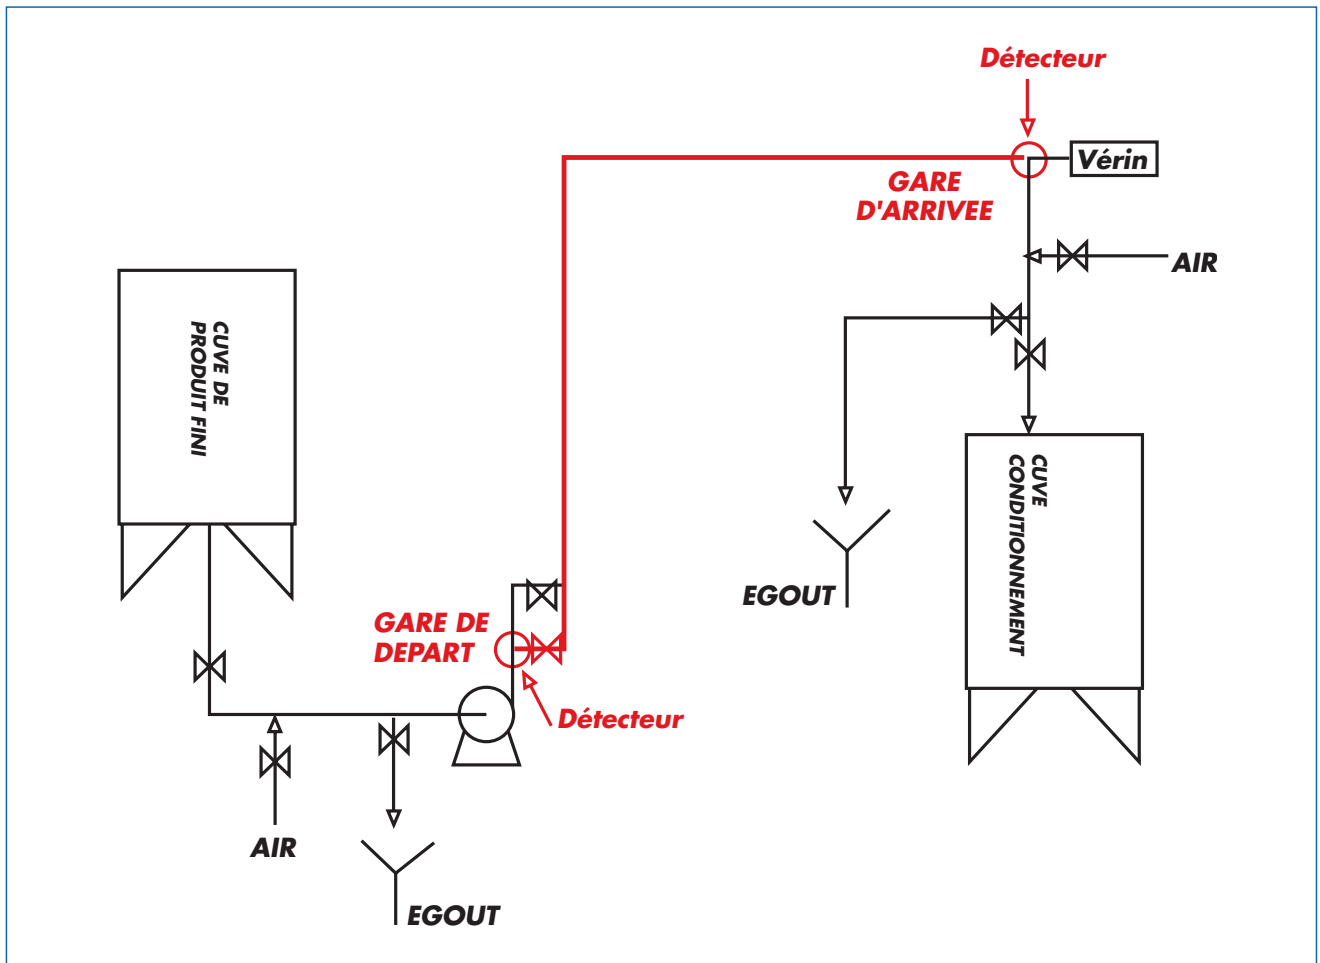 Détecteur
Vérin
GARE
D'ARRIVEE
AIR
CUVE DE
PRODUIT FINI
CUVE
CONDITIONNEMENT
EGOUT
GARE DE
DEPART
Détecteur
AIR
EGOUT